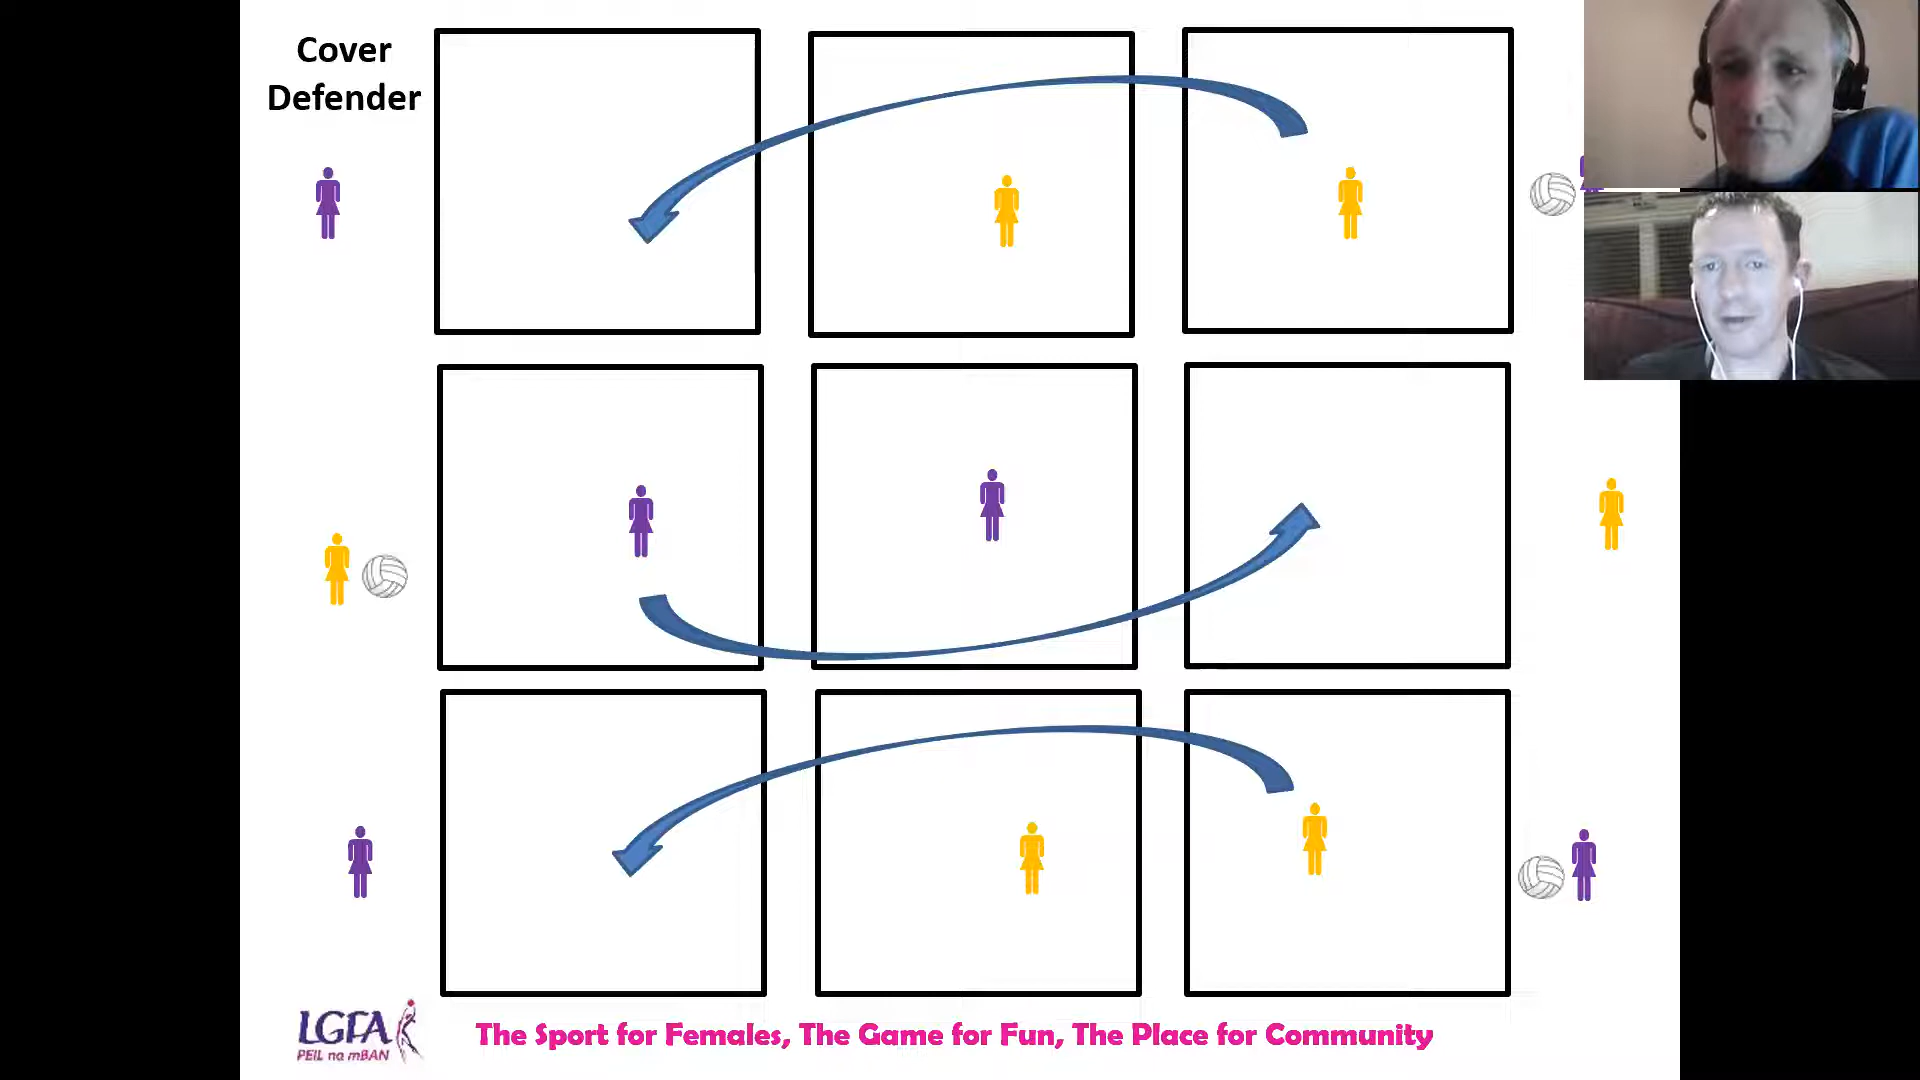 Cover
Defender
LGFA
PEIL na mBAN
The Sport for Females, The Game for Fun, The Place for Community